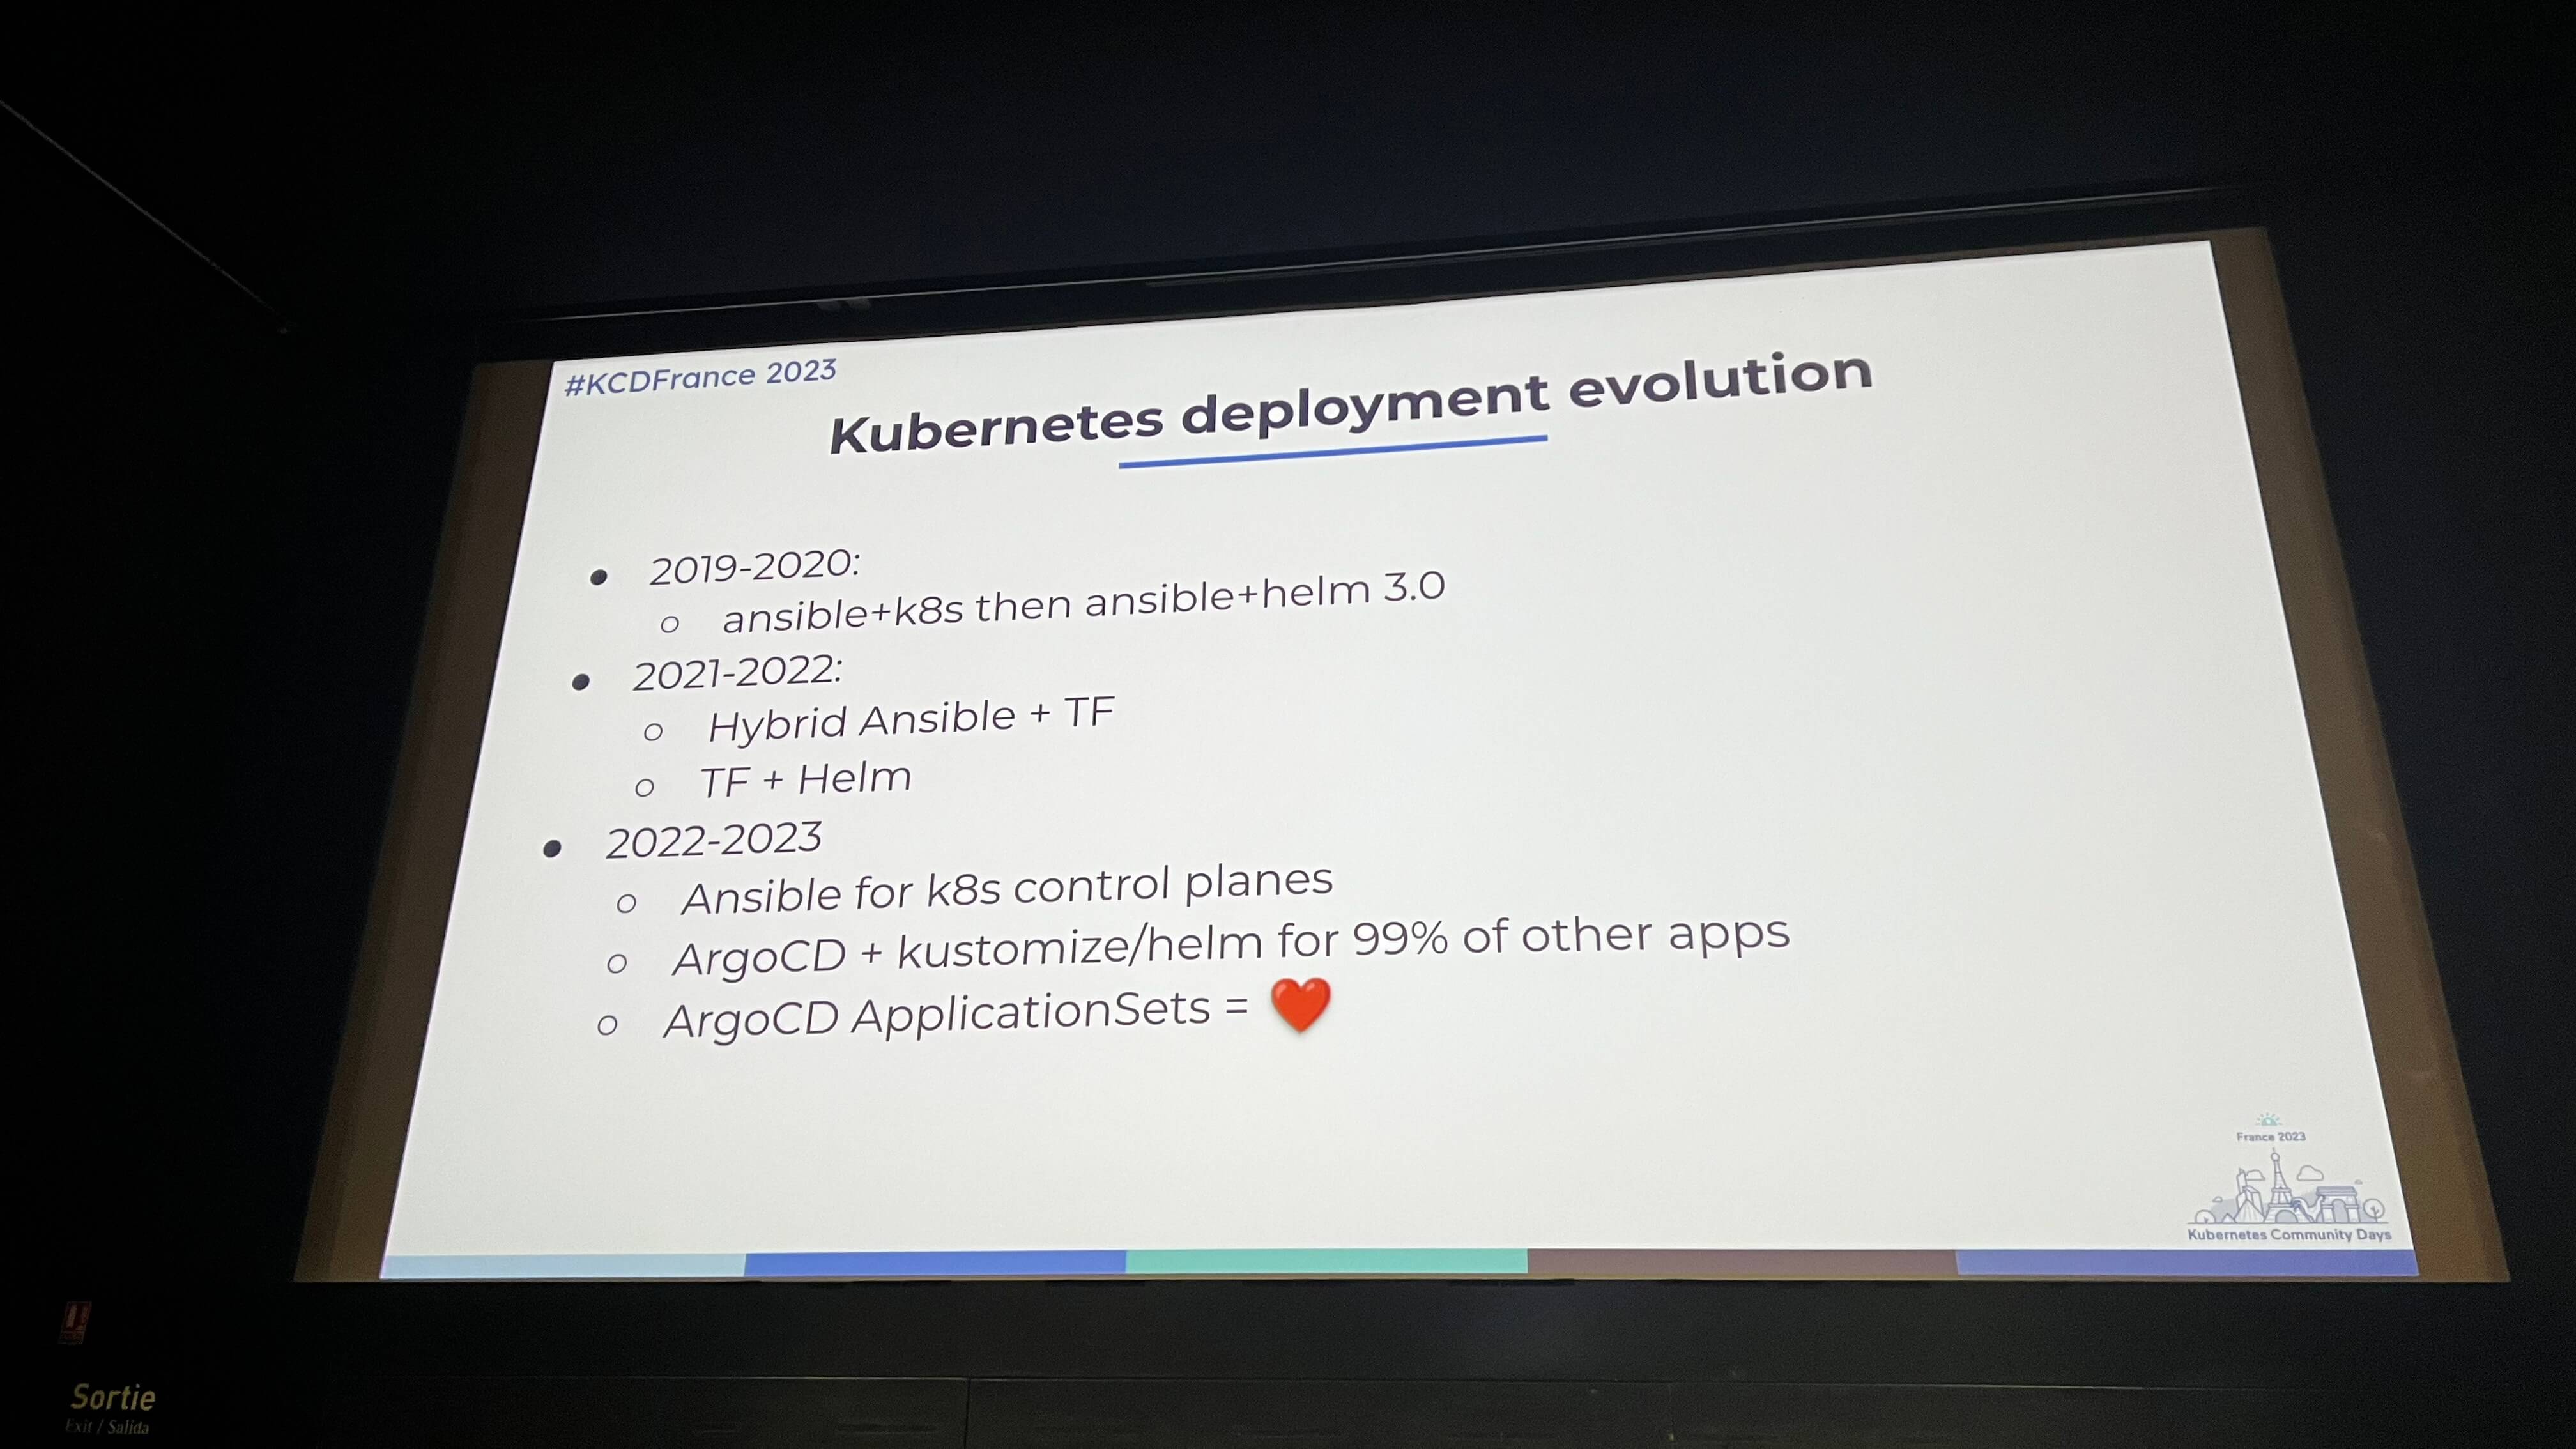 #KCDFrance 2023
Kubernetes deployment evolution
● 2019-2020:
○ ansible+k8s then ansible+helm 3.0
● 2021-2022:
○ Hybrid Ansible + TF
○ TF + Helm
● 2022-2023
○ Ansible for k8s control planes
○ ArgoCD + kustomize/helm for 99% of other apps
○ ArgoCD ApplicationSets = ❤️
France 2023
Kubernetes Community Days
Sortie
Exit / Salida